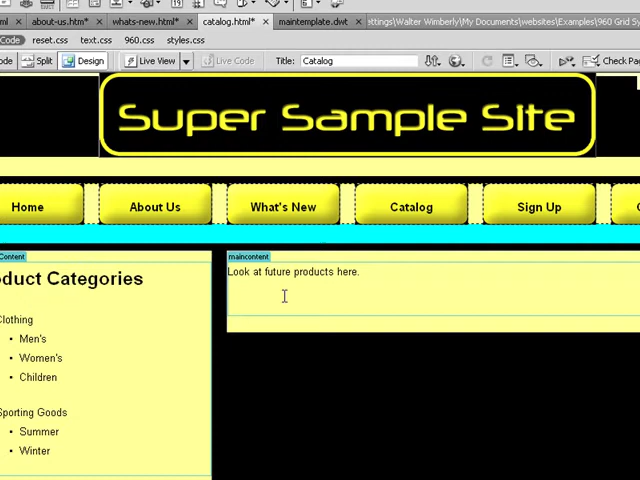 ml × about-us.htm* × whats-new.html* × catalog.html* × maintemplate.dwt × ettings\Walter Wimberly\My Documents\websites\Examples\960 Grid Sy
Code reset.css text.css 960.css styles.css
ode Split Design Live View Live Code Title: Catalog Check Pag
Super Sample Site
Home About Us What's New Catalog Sign Up
Content maincontent
Look at future products here.
oduct Categories
Clothing
• Men's
• Women's
• Children
Sporting Goods
• Summer
• Winter